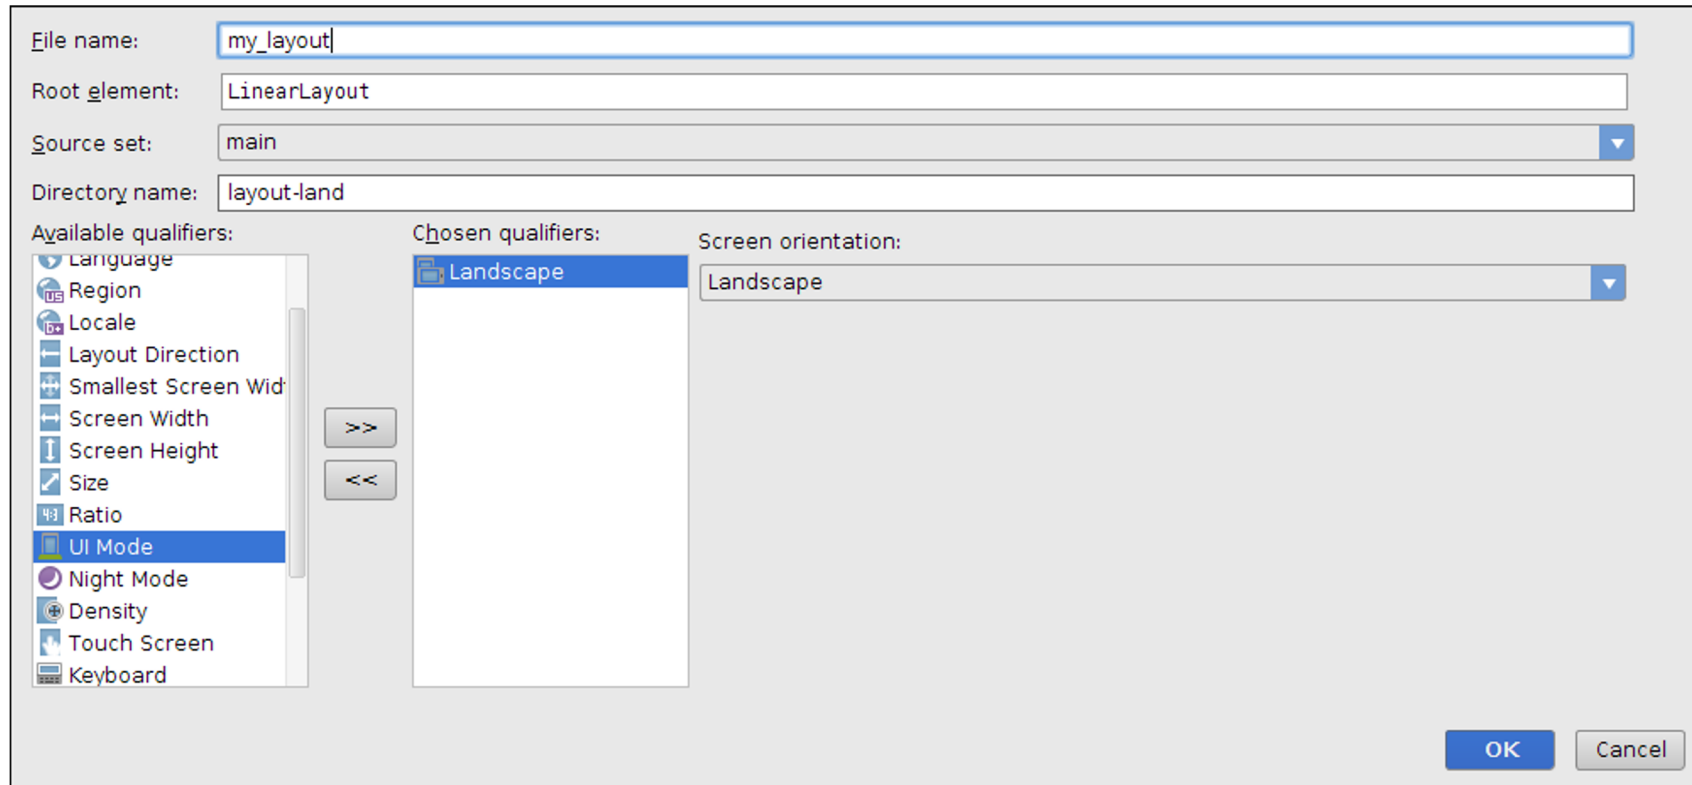 File name: my_layout
Root element: LinearLayout
Source set: main
Directory name: layout-land
Available qualifiers:
Chosen qualifiers:
Screen orientation:
Language
Region
Locale
Layout Direction
Smallest Screen Wid
Screen Width
Screen Height
Size
Ratio
UI Mode
Night Mode
Density
Touch Screen
Keyboard
>>
<<
Landscape
Landscape
OK
Cancel